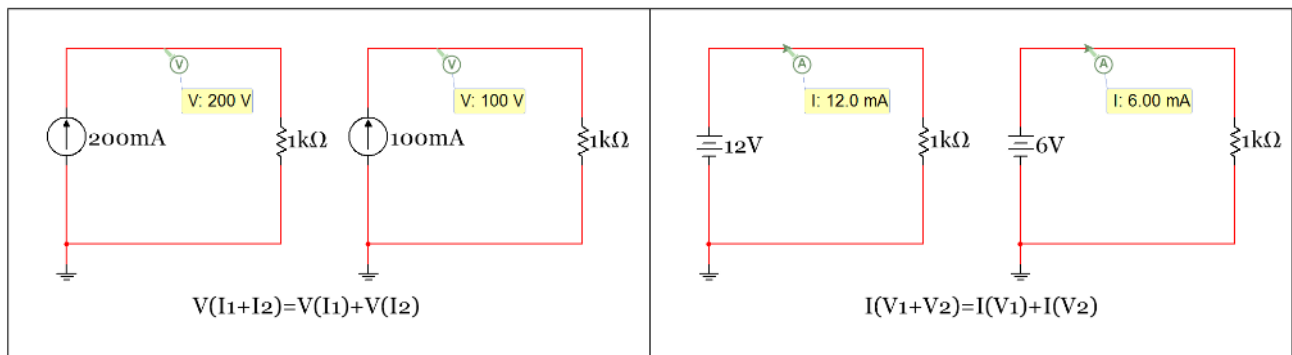 V
V: 200 V
200mA
1kΩ
V
V: 100 V
100mA
1kΩ
V(I1+I2)=V(I1)+V(I2)
A
I: 12.0 mA
12V
1kΩ
A
I: 6.00 mA
6V
1kΩ
I(V1+V2)=I(V1)+I(V2)